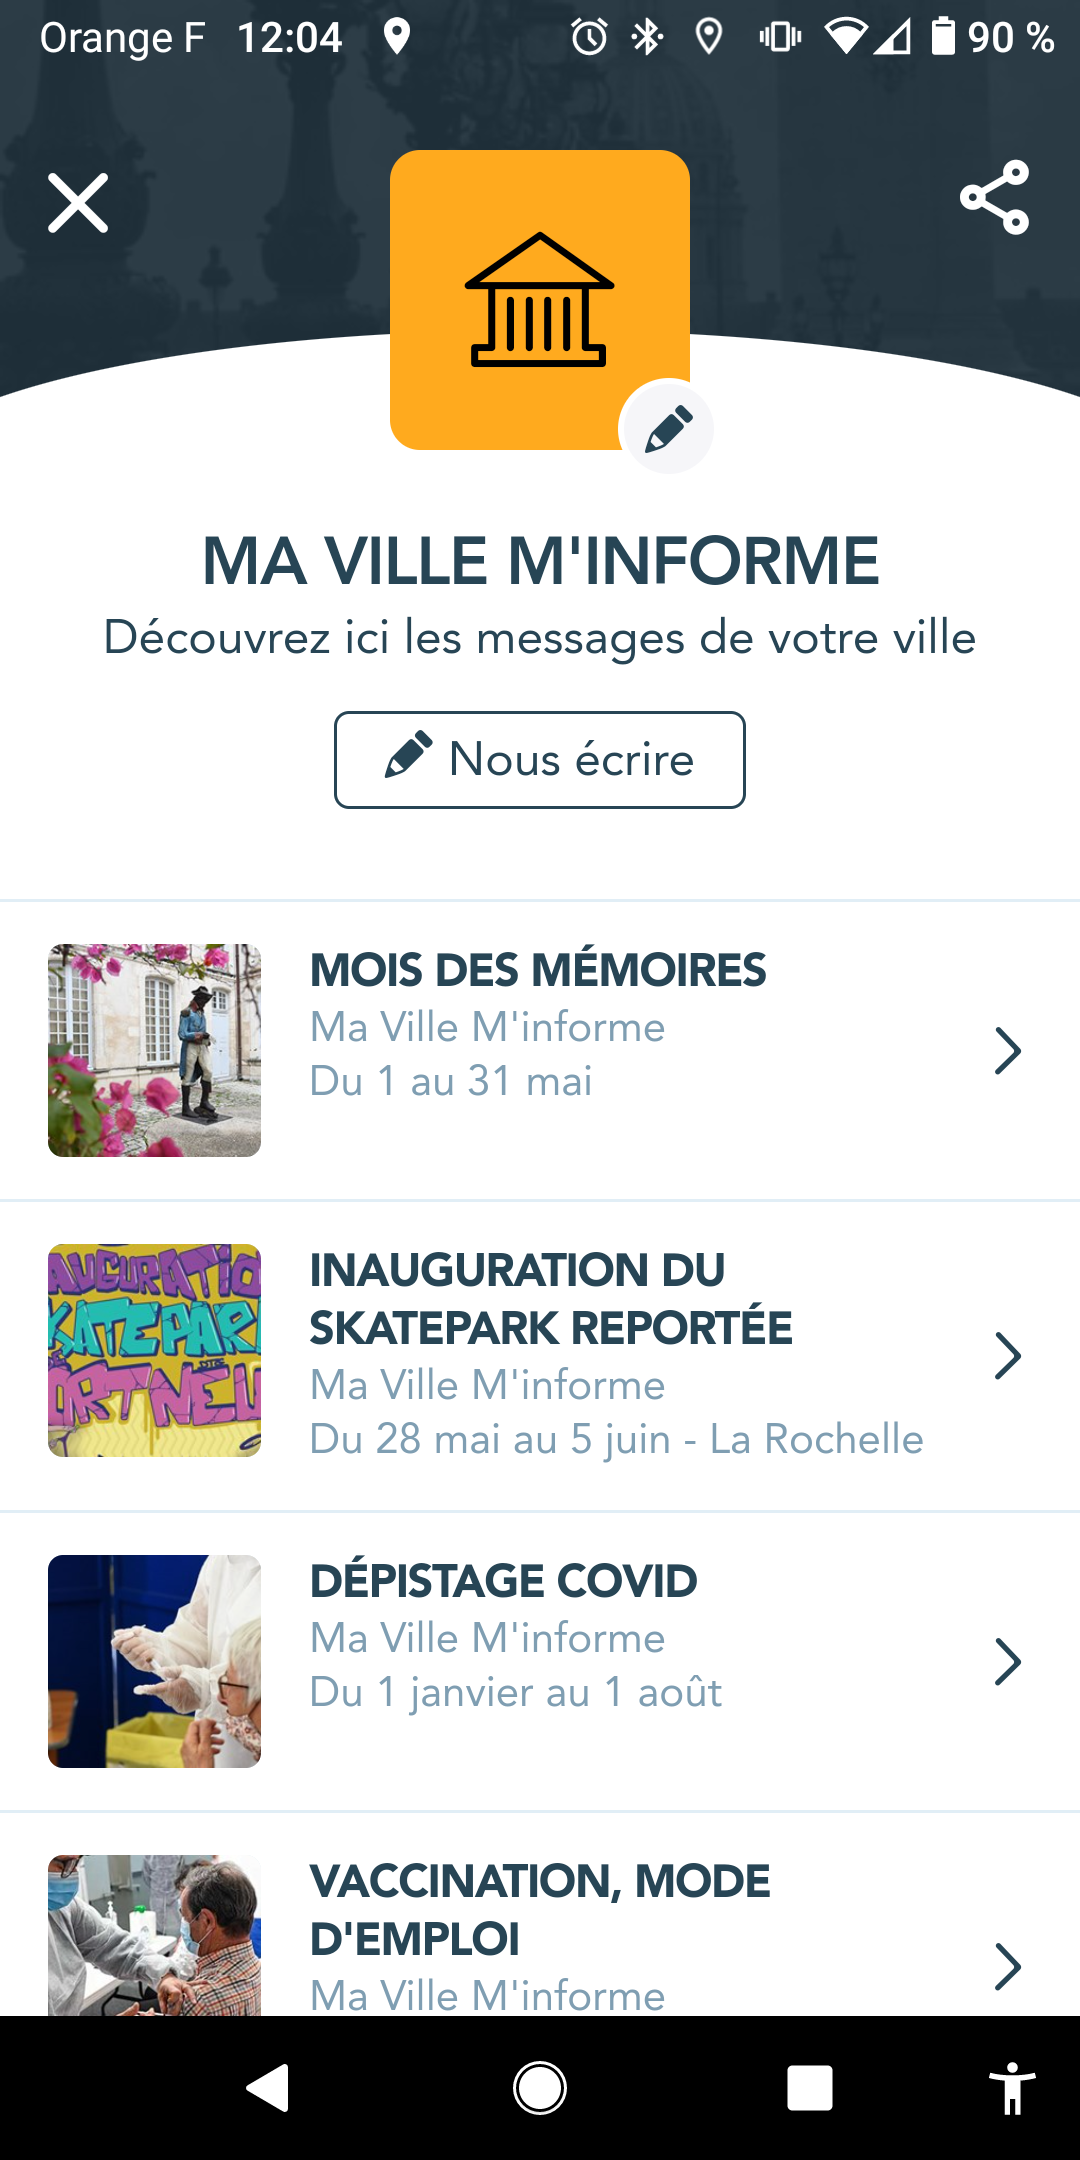 Orange F 12:04 90 %
MA VILLE M'INFORME
Découvrez ici les messages de votre ville
Nous écrire
MOIS DES MÉMOIRES
Ma Ville M'informe
Du 1 au 31 mai
INAUGURATION DU
SKATEPARK REPORTÉE
Ma Ville M'informe
Du 28 mai au 5 juin - La Rochelle
AUGURATIO
KATEPAR
ORTNEU
DÉPISTAGE COVID
Ma Ville M'informe
Du 1 janvier au 1 août
VACCINATION, MODE
D'EMPLOI
Ma Ville M'informe